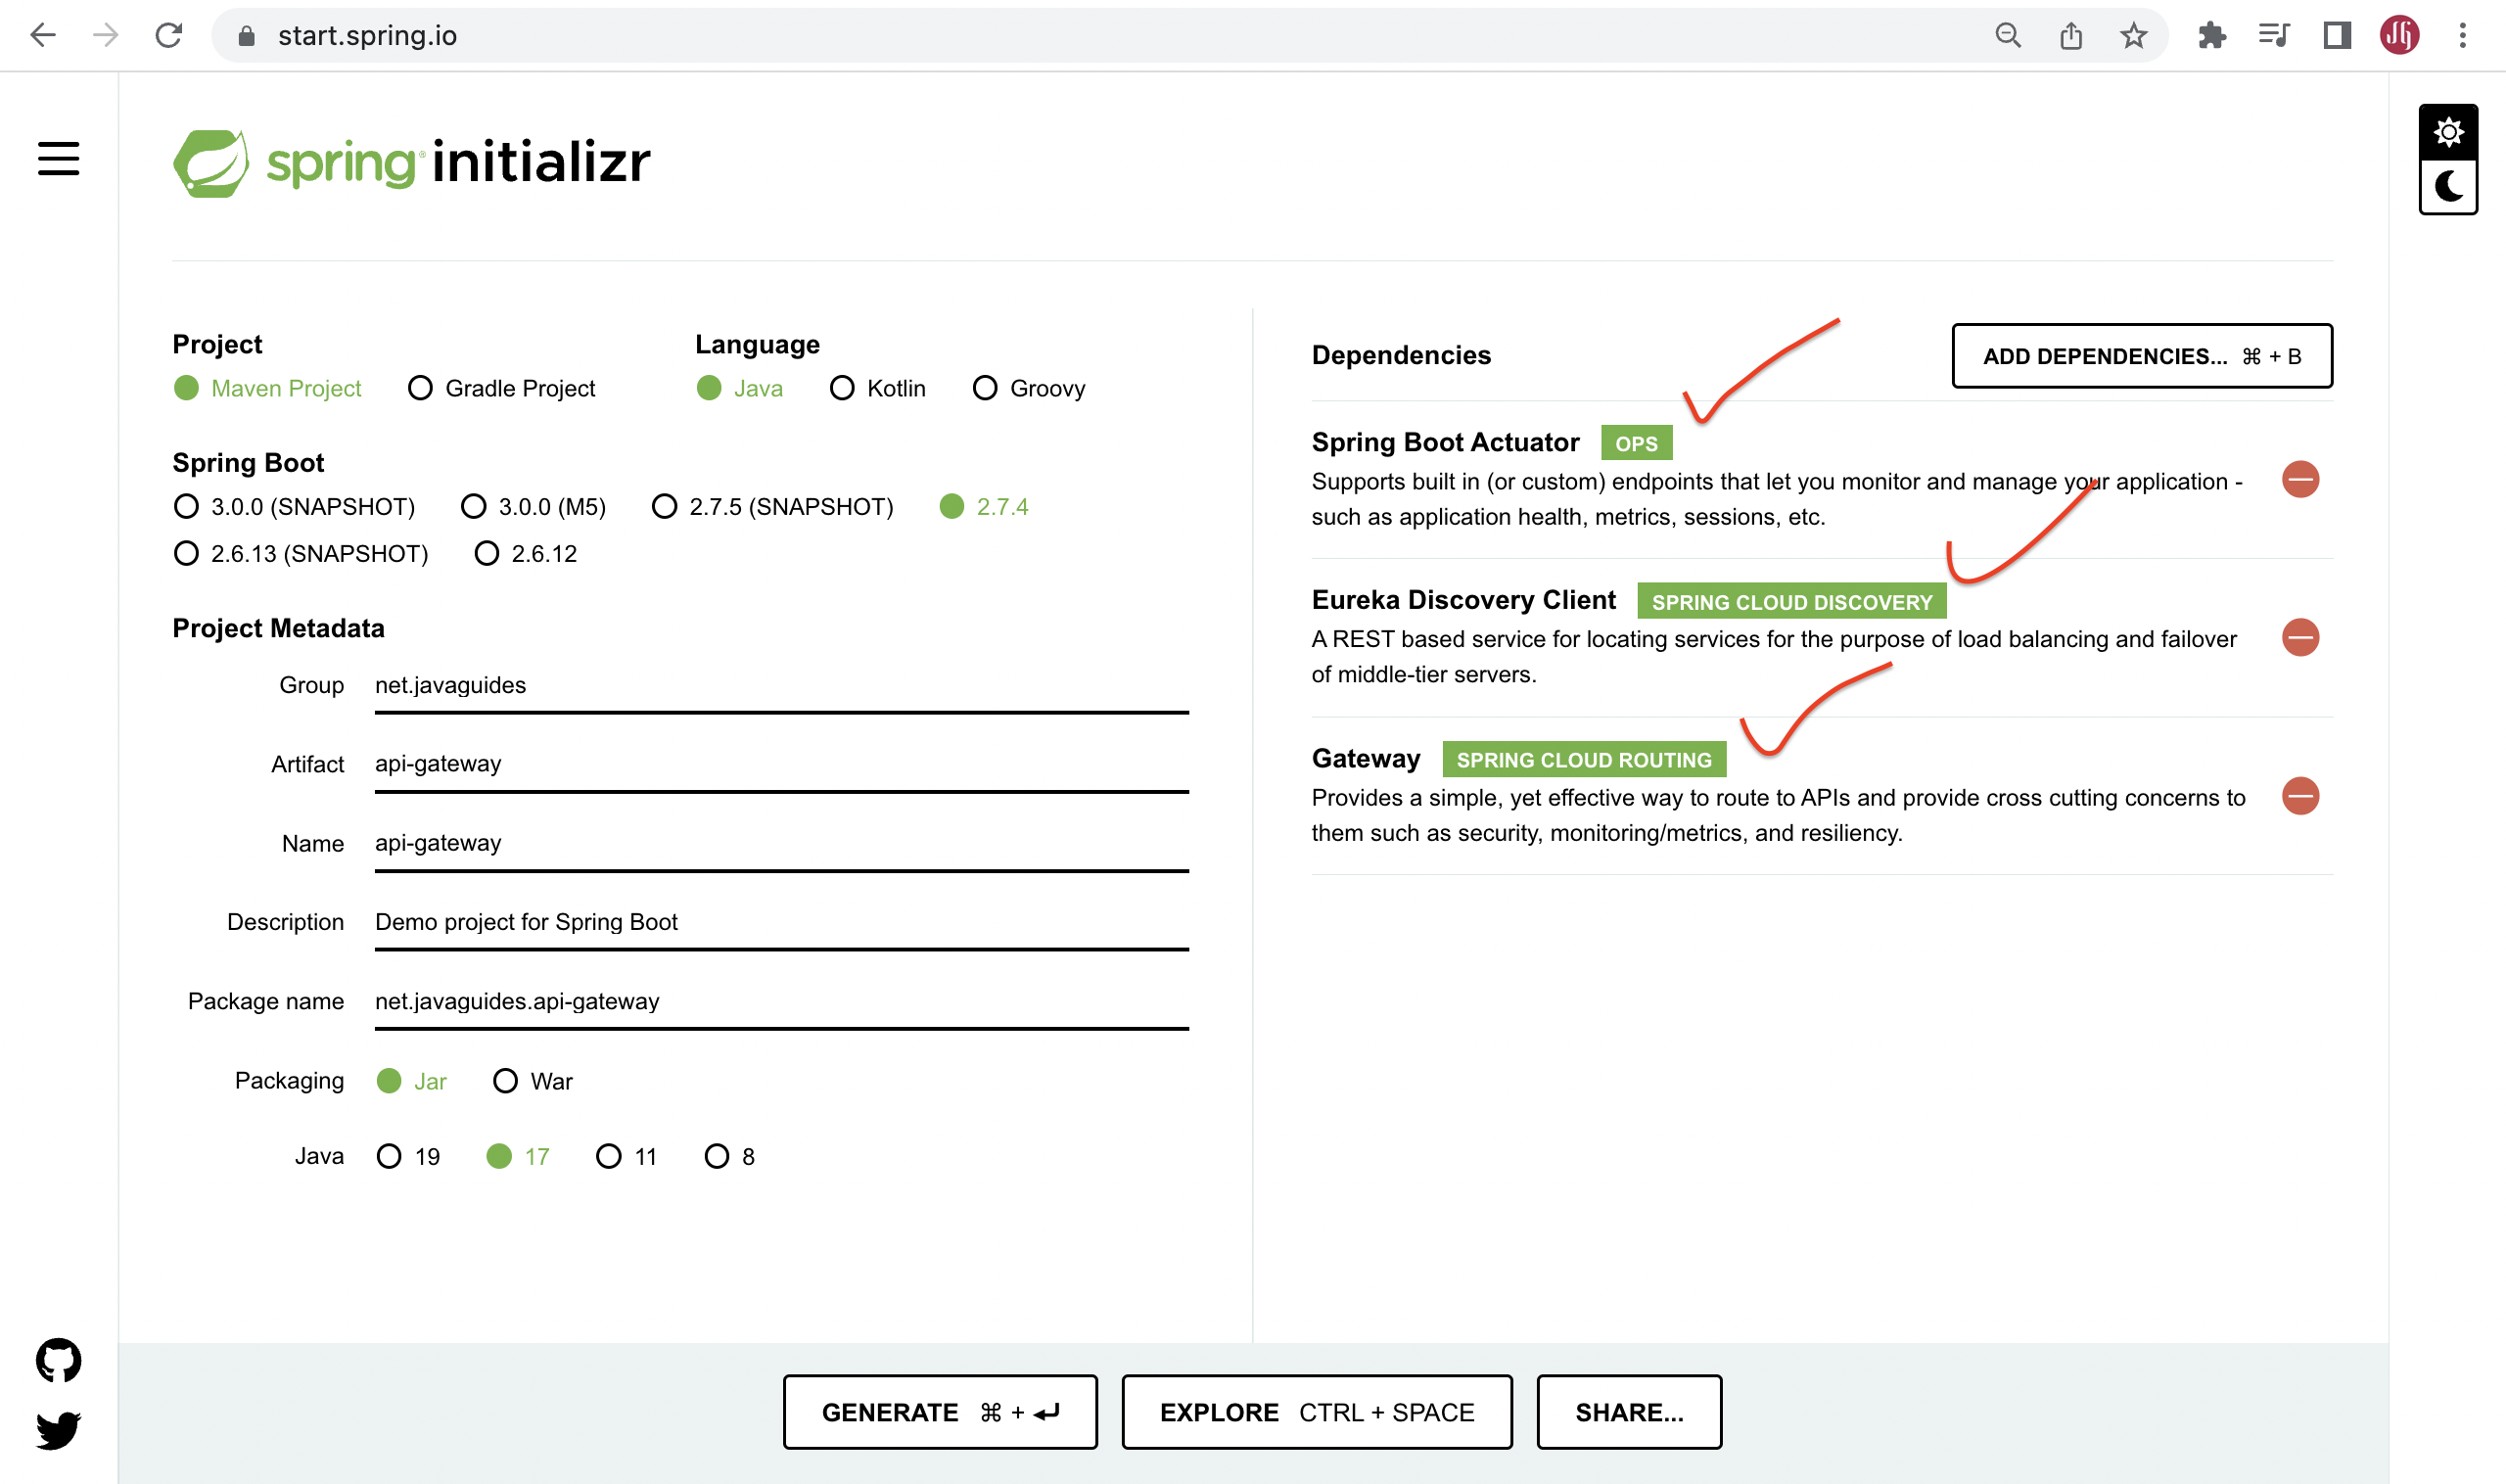 start.spring.io
spring initializr
Project
Maven Project Gradle Project
Language
Java Kotlin Groovy
Spring Boot
3.0.0 (SNAPSHOT) 3.0.0 (M5) 2.7.5 (SNAPSHOT) 2.7.4
2.6.13 (SNAPSHOT) 2.6.12
Project Metadata
Group net.javaguides
Artifact api-gateway
Name api-gateway
Description Demo project for Spring Boot
Package name net.javaguides.api-gateway
Packaging Jar War
Java 19 17 11 8
Dependencies ADD DEPENDENCIES... ⌘ + B
Spring Boot Actuator OPS
Supports built in (or custom) endpoints that let you monitor and manage your application -
such as application health, metrics, sessions, etc.
Eureka Discovery Client SPRING CLOUD DISCOVERY
A REST based service for locating services for the purpose of load balancing and failover
of middle-tier servers.
Gateway SPRING CLOUD ROUTING
Provides a simple, yet effective way to route to APIs and provide cross cutting concerns to
them such as security, monitoring/metrics, and resiliency.
GENERATE ⌘ + ⏎ EXPLORE CTRL + SPACE SHARE...